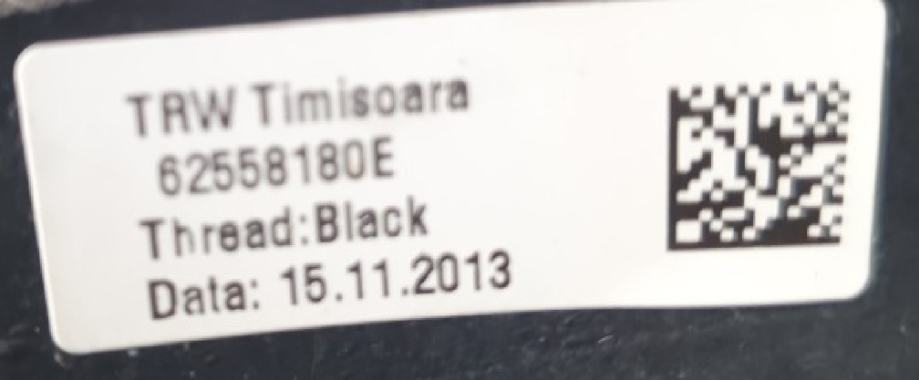 TRW Timisoara
62558180E
Thread:Black
Data: 15.11.2013